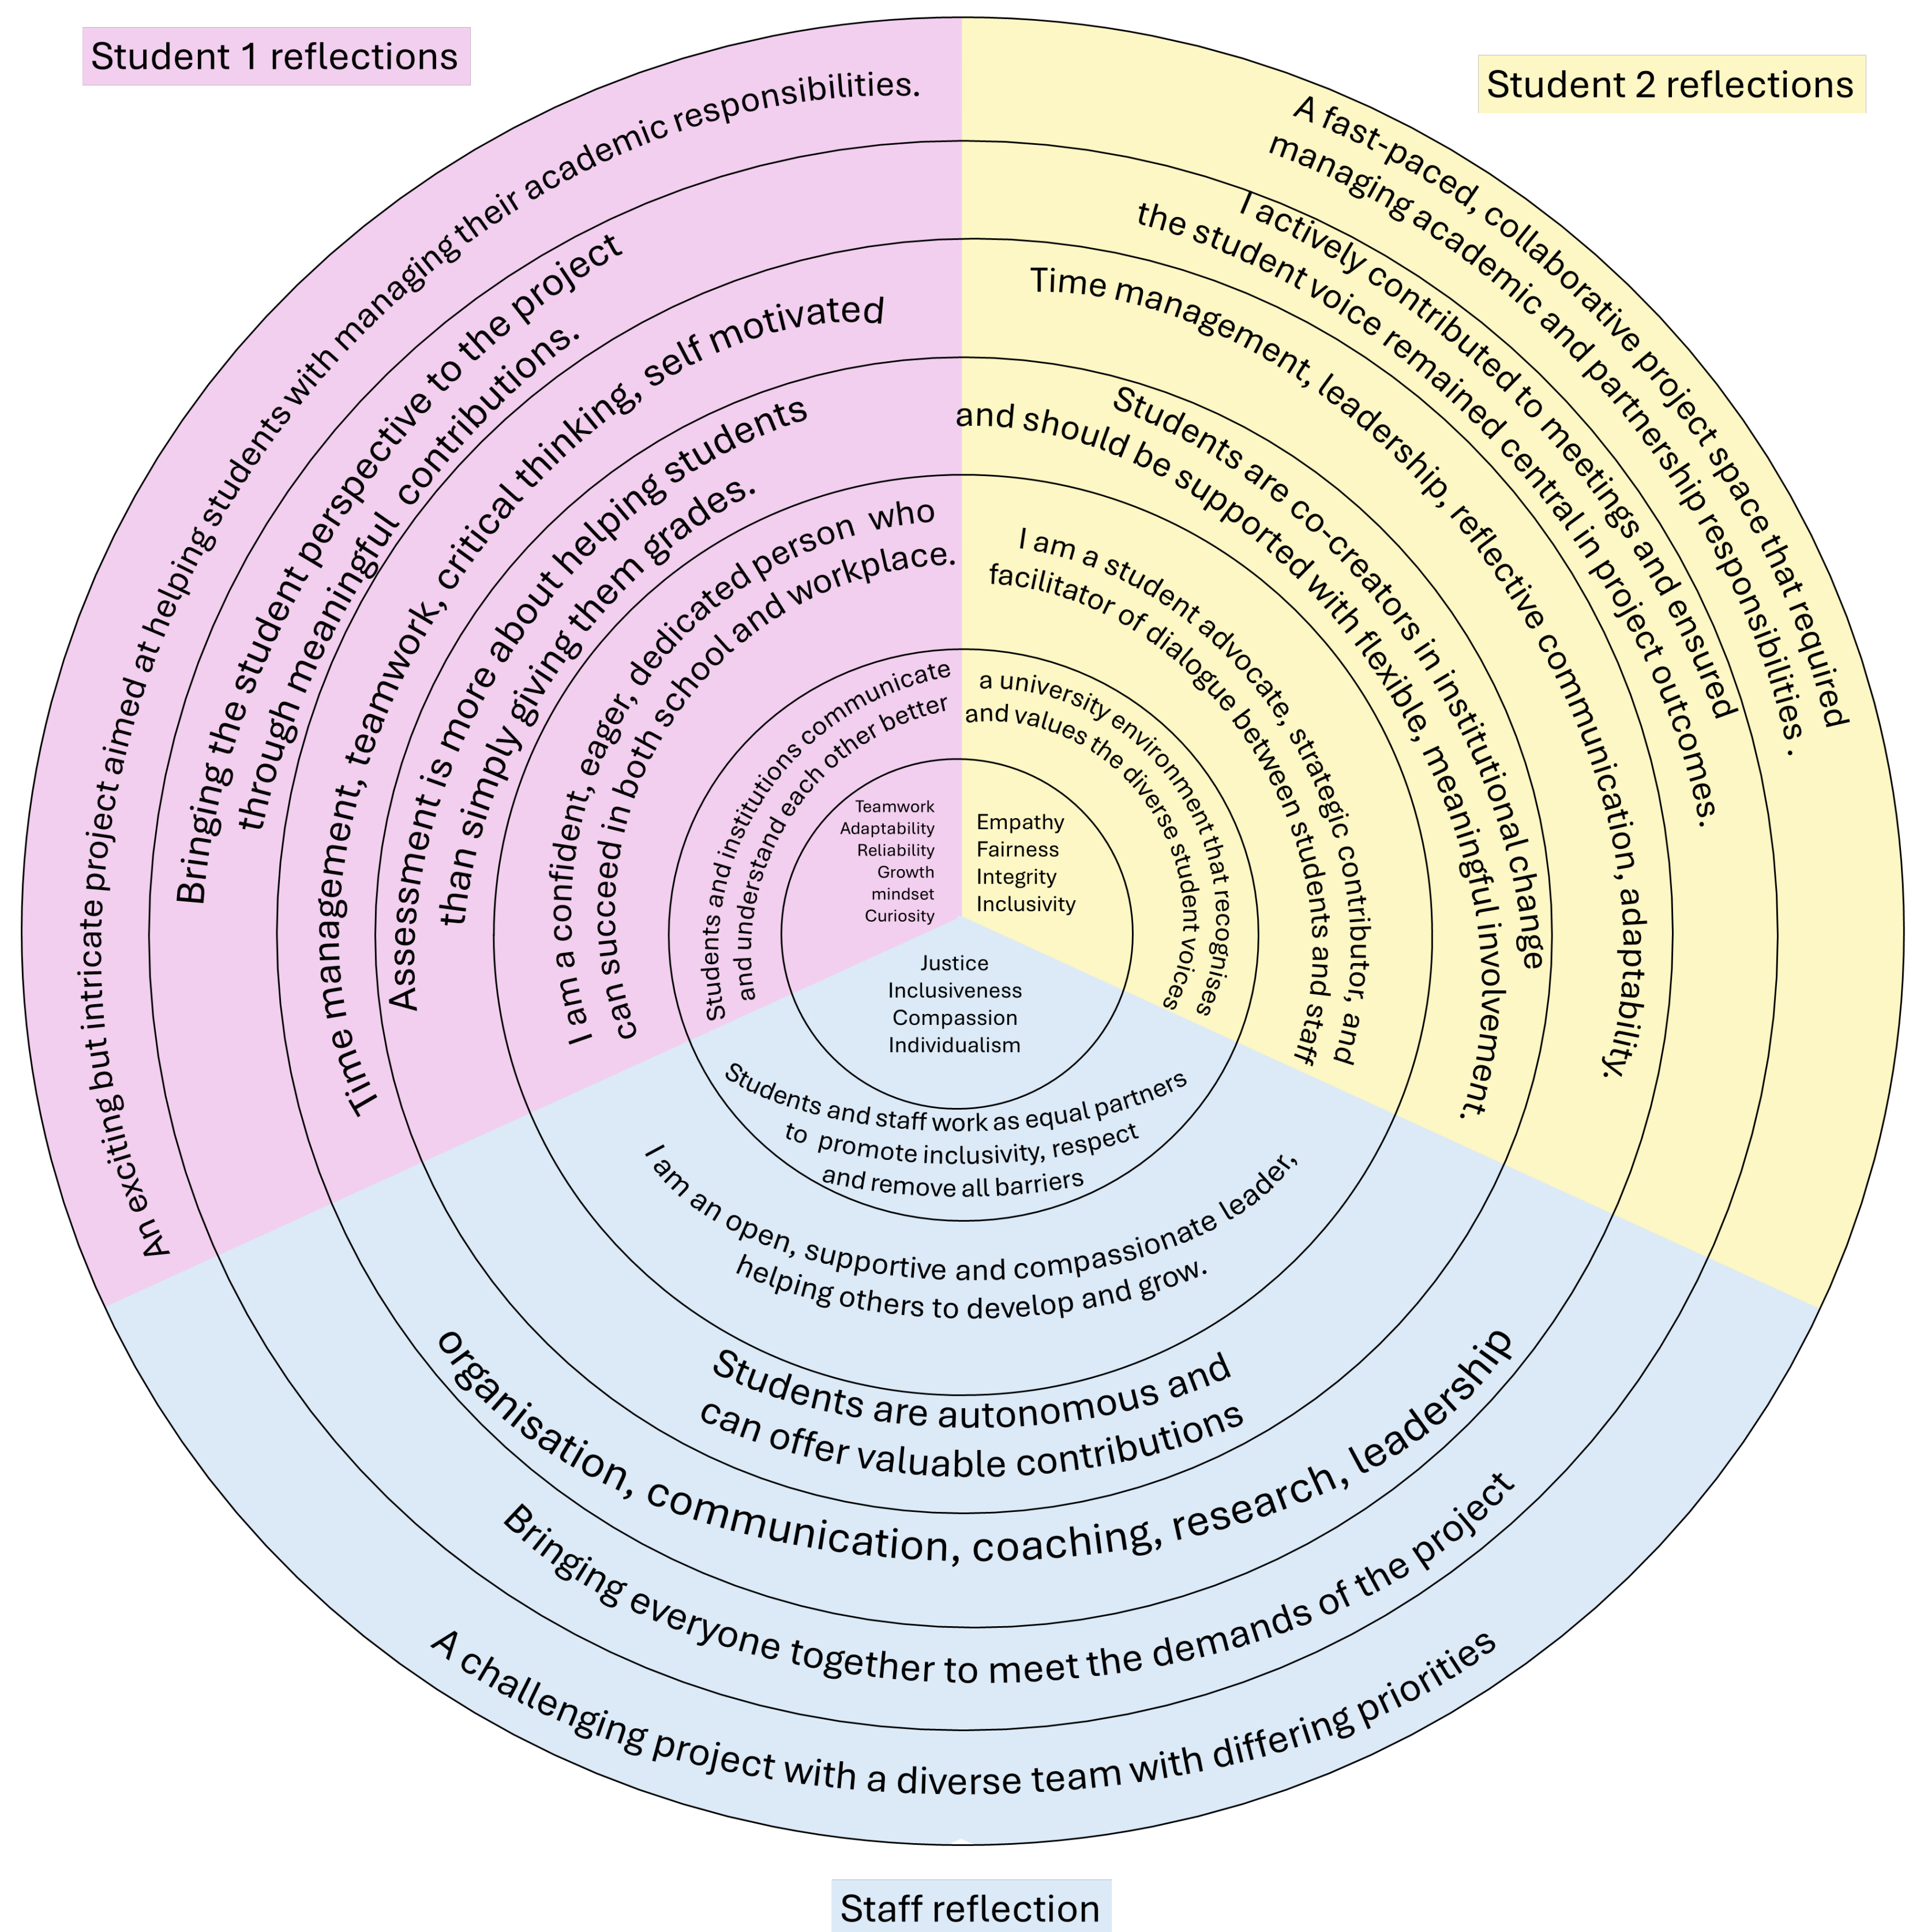 Student 1 reflections
An exciting but intricate project aimed at helping students with managing their academic responsibilities.
Bringing the student perspective to the project
through meaningful contributions.
Time management, teamwork, critical thinking, self motivated
Assessment is more about helping students
than simply giving them grades.
I am a confident, eager, dedicated person who
can succeed in both school and workplace.
Students and institutions communicate
and understand each other better
Teamwork
Adaptability
Reliability
Growth
mindset
Curiosity
Student 2 reflections
A fast-paced, collaborative project space that required
managing academic and partnership responsibilities .
I actively contributed to meetings and ensured
the student voice remained central in project outcomes.
Time management, leadership, reflective communication, adaptability.
Students are co-creators in institutional change
and should be supported with flexible, meaningful involvement.
I am a student advocate, strategic contributor, and
facilitator of dialogue between students and staff
a university environment that recognises
and values the diverse student voices
Empathy
Fairness
Integrity
Inclusivity
Justice
Inclusiveness
Compassion
Individualism
Students and staff work as equal partners
to promote inclusivity, respect
and remove all barriers
I am an open, supportive and compassionate leader,
helping others to develop and grow.
Students are autonomous and
can offer valuable contributions
organisation, communication, coaching, research, leadership
Bringing everyone together to meet the demands of the project
A challenging project with a diverse team with differing priorities
Staff reflection